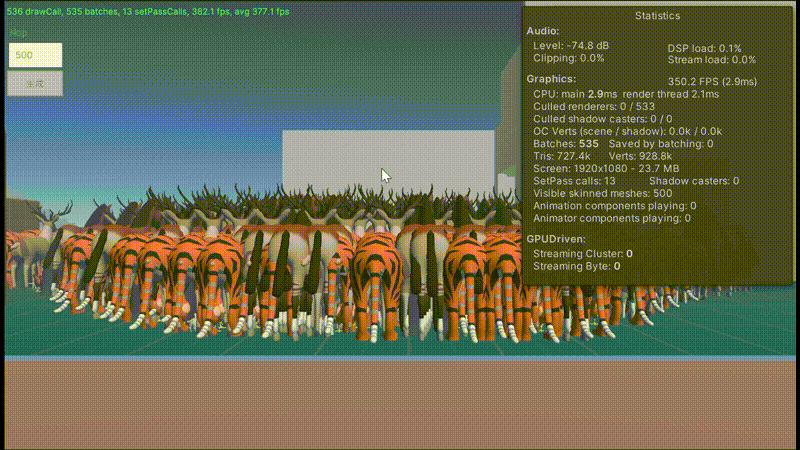 536 drawCall, 535 batches, 13 setPassCalls, 382.1 fps, avg 377.1 fps
500
生成
Statistics
Audio:
Level: -74.8 dB
DSP load: 0.1%
Clipping: 0.0%
Stream load: 0.0%
Graphics:
350.2 FPS (2.9ms)
CPU: main 2.9ms render thread 2.1ms
Culled renderers: 0 / 533
Culled shadow casters: 0 / 0
OC Verts (scene / shadow): 0.0k / 0.0k
Batches: 535 Saved by batching: 0
Tris: 727.4k Verts: 928.8k
Screen: 1920x1080 - 23.7 MB
SetPass calls: 13 Shadow casters: 0
Visible skinned meshes: 500
Animation components playing: 0
Animator components playing: 0
GPUDriven:
Streaming Cluster: 0
Streaming Byte: 0